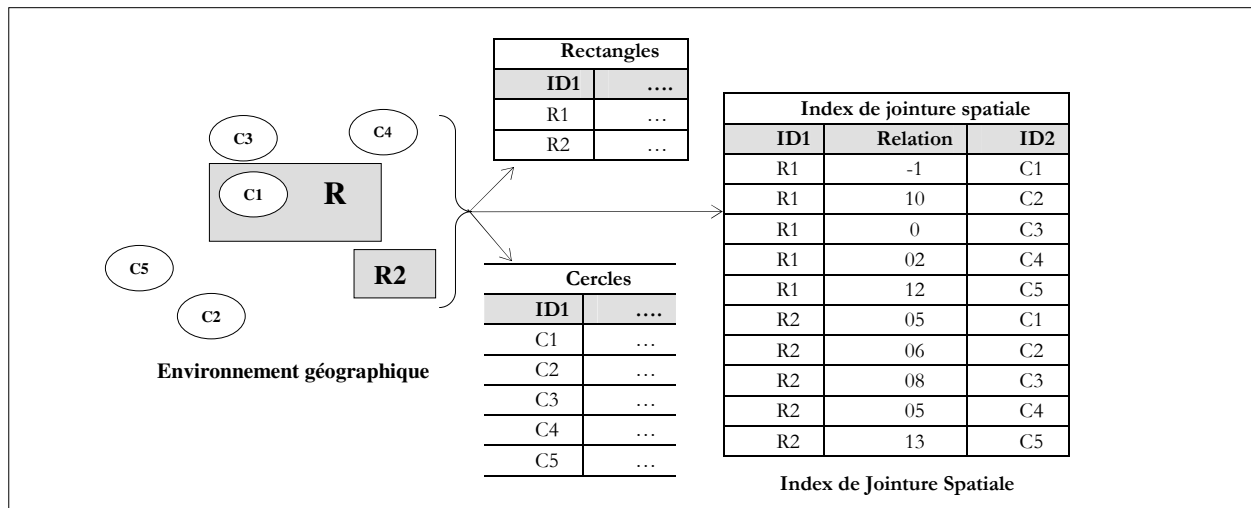 C3
C4
C1
R
C5
R2
C2
Environnement géographique
Rectangles
ID1 ....
R1 …
R2 …
Cercles
ID1 ....
C1 …
C2 …
C3 …
C4 …
C5 …
Index de jointure spatiale
ID1 Relation ID2
R1 -1 C1
R1 10 C2
R1 0 C3
R1 02 C4
R1 12 C5
R2 05 C1
R2 06 C2
R2 08 C3
R2 05 C4
R2 13 C5
Index de Jointure Spatiale